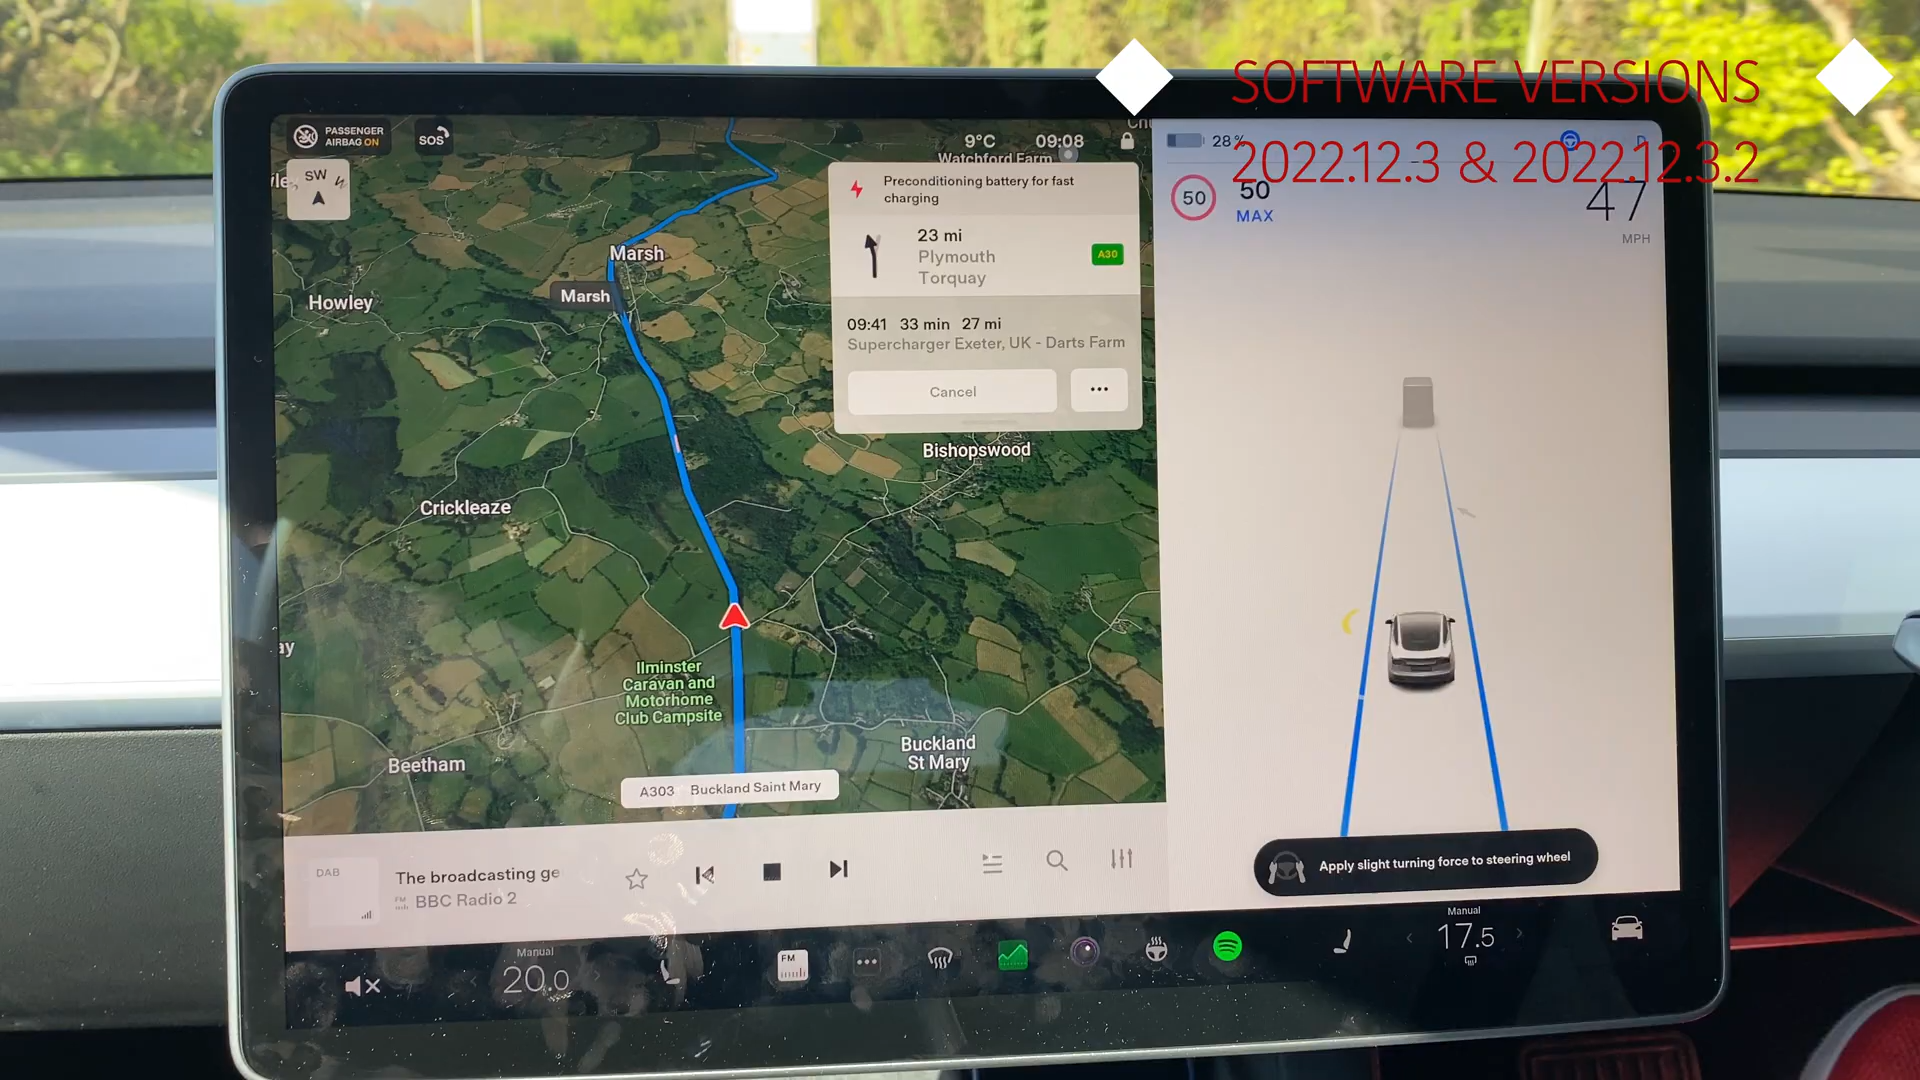 SOFTWARE VERSIONS
2022.12.3 & 2022.12.3.2
PASSENGER
AIRBAG ON
SOS
9°C
09:08
28%
D
SW
Watchford Farm
Preconditioning battery for fast
charging
23 mi
Plymouth
Torquay
A30
09:41 33 min 27 mi
Supercharger Exeter, UK - Darts Farm
Cancel
50
50
MAX
47
MPH
Marsh
Marsh
Howley
Bishopswood
Crickleaze
Ilminster
Caravan and
Motorhome
Club Campsite
Beetham
Buckland
St Mary
A303 Buckland Saint Mary
DAB
The broadcasting ge
FM
BBC Radio 2
Apply slight turning force to steering wheel
Manual
20.0
FM
Manual
17.5